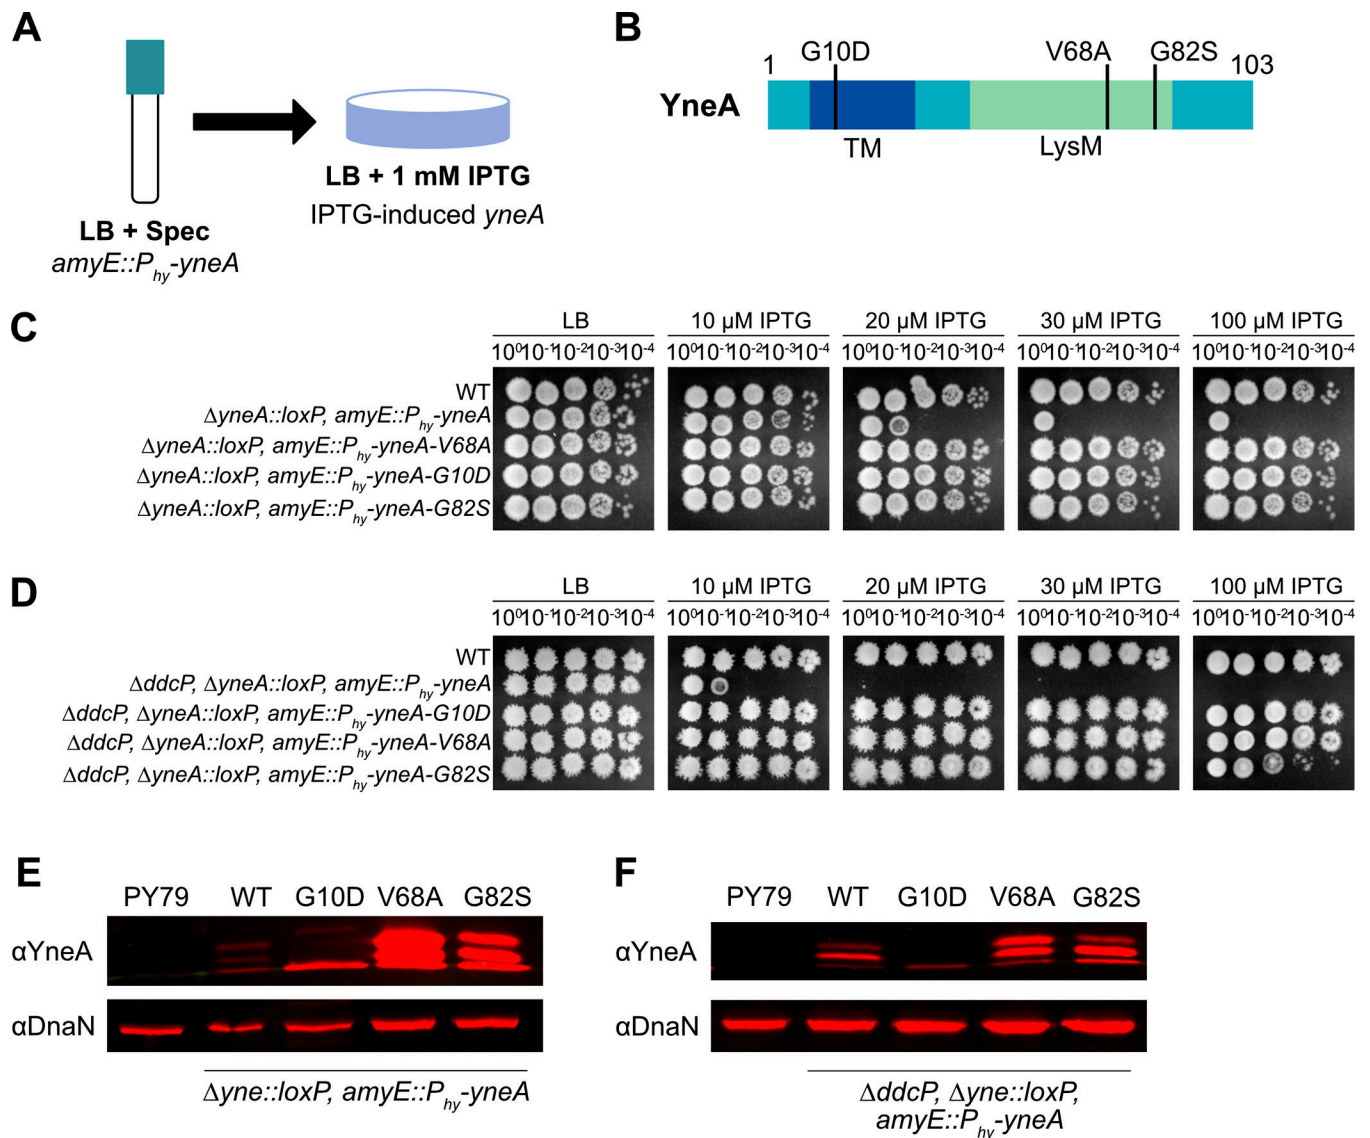 A
LB + Spec
amyE::Phy-yneA
LB + 1 mM IPTG
IPTG-induced yneA
B
G10D V68A G82S
1 103
YneA
TM LysM
C
LB 10 µM IPTG 20 µM IPTG 30 µM IPTG 100 µM IPTG
10⁰10⁻¹10⁻²10⁻³10⁻⁴ 10⁰10⁻¹10⁻²10⁻³10⁻⁴ 10⁰10⁻¹10⁻²10⁻³10⁻⁴ 10⁰10⁻¹10⁻²10⁻³10⁻⁴ 10⁰10⁻¹10⁻²10⁻³10⁻⁴
WT
ΔyneA::loxP, amyE::Phy-yneA
ΔyneA::loxP, amyE::Phy-yneA-V68A
ΔyneA::loxP, amyE::Phy-yneA-G10D
ΔyneA::loxP, amyE::Phy-yneA-G82S
D
LB 10 µM IPTG 20 µM IPTG 30 µM IPTG 100 µM IPTG
10⁰10⁻¹10⁻²10⁻³10⁻⁴ 10⁰10⁻¹10⁻²10⁻³10⁻⁴ 10⁰10⁻¹10⁻²10⁻³10⁻⁴ 10⁰10⁻¹10⁻²10⁻³10⁻⁴ 10⁰10⁻¹10⁻²10⁻³10⁻⁴
WT
ΔddcP, ΔyneA::loxP, amyE::Phy-yneA
ΔddcP, ΔyneA::loxP, amyE::Phy-yneA-G10D
ΔddcP, ΔyneA::loxP, amyE::Phy-yneA-V68A
ΔddcP, ΔyneA::loxP, amyE::Phy-yneA-G82S
E
PY79 WT G10D V68A G82S
αYneA
αDnaN
Δyne::loxP, amyE::Phy-yneA
F
PY79 WT G10D V68A G82S
αYneA
αDnaN
ΔddcP, Δyne::loxP,
amyE::Phy-yneA